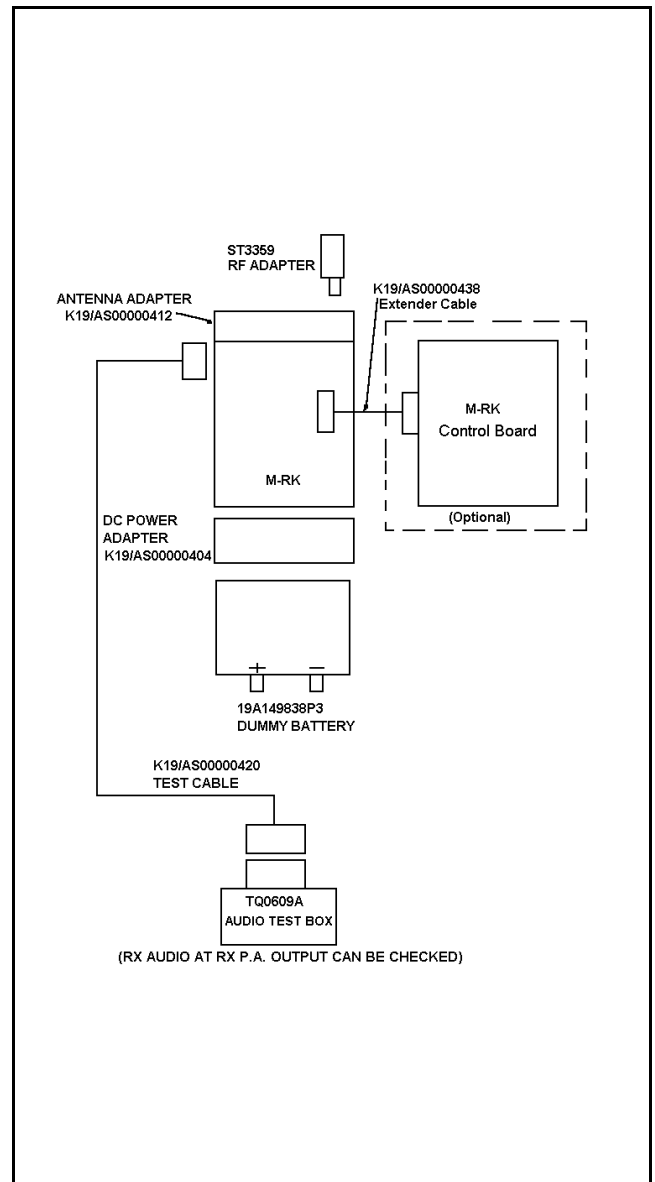 ST3359
RF ADAPTER
K19/AS00000438
Extender Cable
ANTENNA ADAPTER
K19/AS00000412
M-RK
Control Board
(Optional)
M-RK
DC POWER
ADAPTER
K19/AS00000404
+ −
19A149838P3
DUMMY BATTERY
K19/AS00000420
TEST CABLE
TQ0609A
AUDIO TEST BOX
(RX AUDIO AT RX P.A. OUTPUT CAN BE CHECKED)